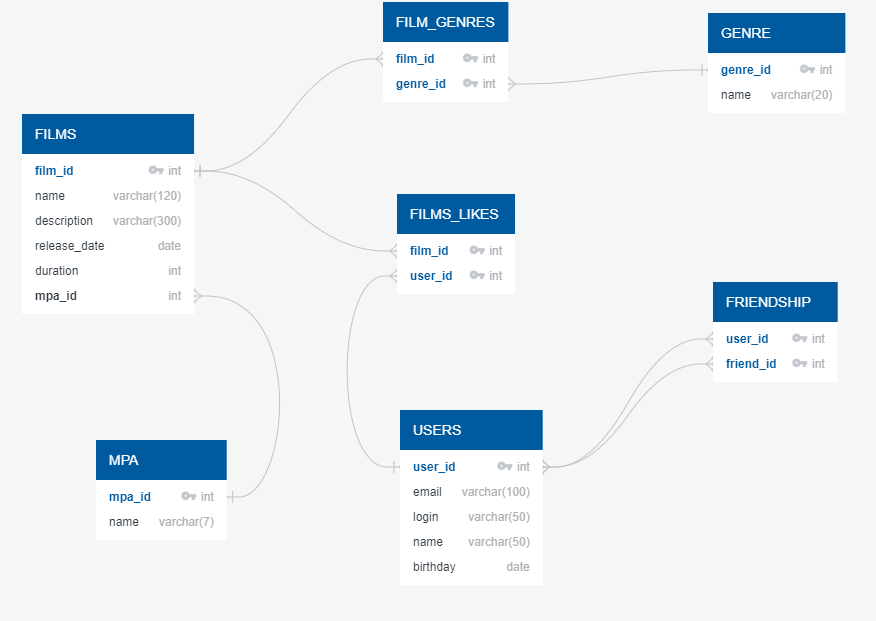 FILM_GENRES
film_id int
genre_id int
GENRE
genre_id int
name varchar(20)
FILMS
film_id int
name varchar(120)
description varchar(300)
release_date date
duration int
mpa_id int
FILMS_LIKES
film_id int
user_id int
FRIENDSHIP
user_id int
friend_id int
USERS
user_id int
email varchar(100)
login varchar(50)
name varchar(50)
birthday date
MPA
mpa_id int
name varchar(7)